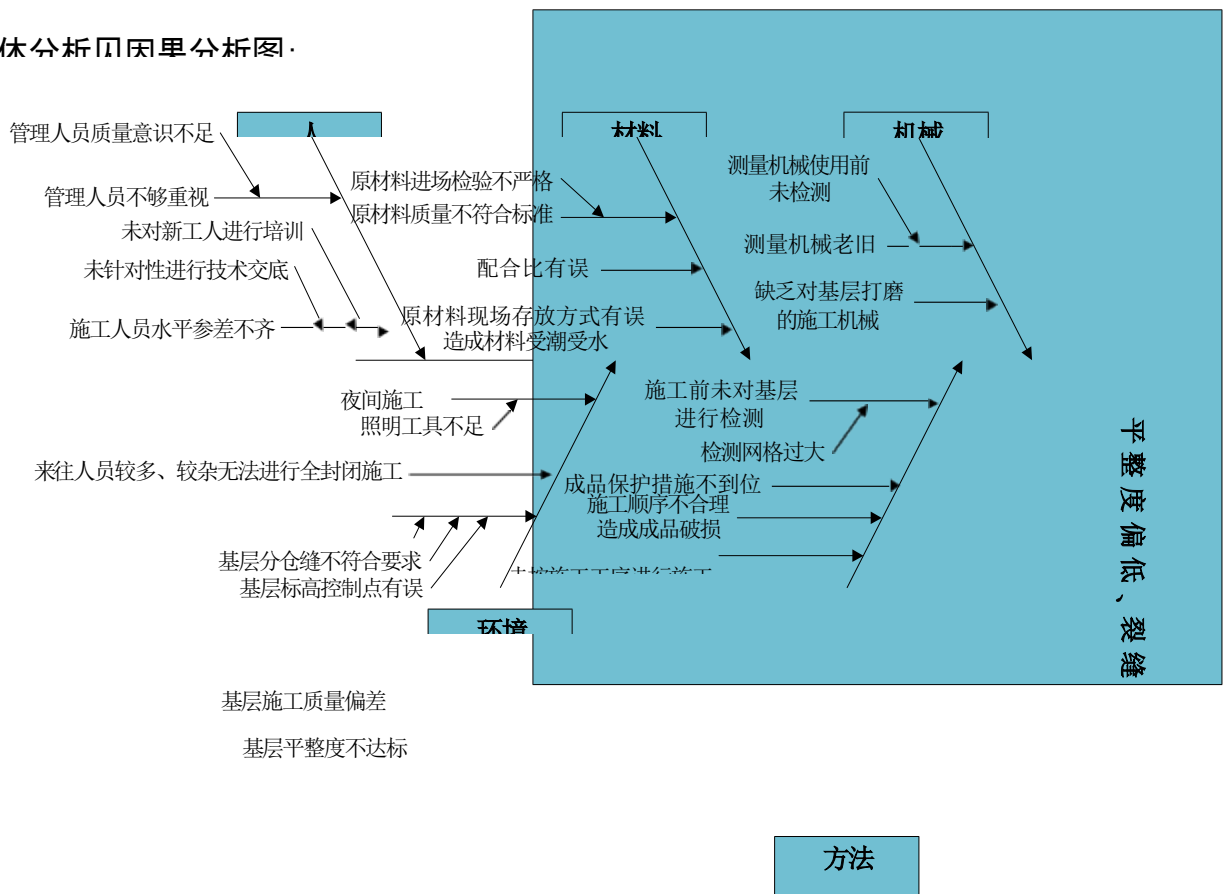 体分析见因果分析图:
人
材料
机械
管理人员质量意识不足
管理人员不够重视
未对新工人进行培训
未针对性进行技术交底
施工人员水平参差不齐
原材料进场检验不严格
原材料质量不符合标准
配合比有误
原材料现场存放方式有误
造成材料受潮受水
测量机械使用前
未检测
测量机械老旧
缺乏对基层打磨
的施工机械
夜间施工
照明工具不足
来往人员较多、较杂无法进行全封闭施工
基层分仓缝不符合要求
基层标高控制点有误
施工前未对基层
进行检测
检测网格过大
成品保护措施不到位
施工顺序不合理
造成成品破损
未按施工工序进行施工
环境
平整度偏低、裂缝
基层施工质量偏差
基层平整度不达标
方法